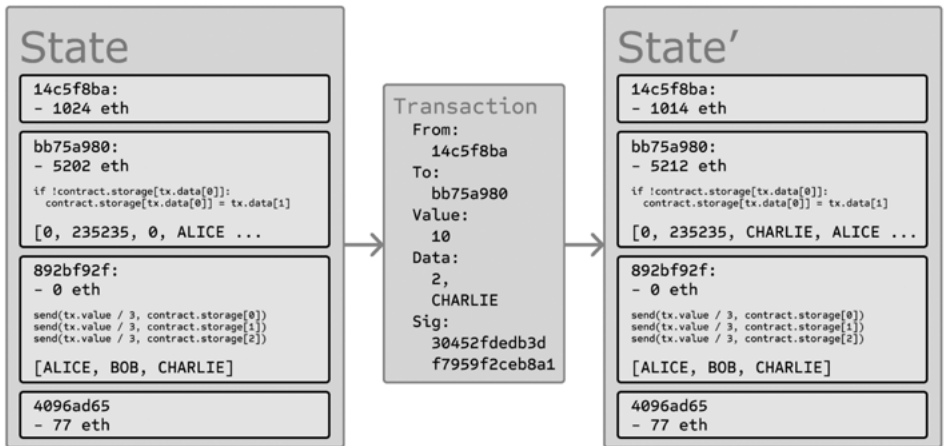 State
14c5f8ba:
- 1024 eth
bb75a980:
- 5202 eth
if !contract.storage[tx.data[0]]:
contract.storage[tx.data[0]] = tx.data[1]
[0, 235235, 0, ALICE ...
892bf92f:
- 0 eth
send(tx.value / 3, contract.storage[0])
send(tx.value / 3, contract.storage[1])
send(tx.value / 3, contract.storage[2])
[ALICE, BOB, CHARLIE]
4096ad65
- 77 eth
Transaction
From:
14c5f8ba
To:
bb75a980
Value:
10
Data:
2,
CHARLIE
Sig:
30452fdedb3d
f7959f2ceb8a1
State′
14c5f8ba:
- 1014 eth
bb75a980:
- 5212 eth
if !contract.storage[tx.data[0]]:
contract.storage[tx.data[0]] = tx.data[1]
[0, 235235, CHARLIE, ALICE ...
892bf92f:
- 0 eth
send(tx.value / 3, contract.storage[0])
send(tx.value / 3, contract.storage[1])
send(tx.value / 3, contract.storage[2])
[ALICE, BOB, CHARLIE]
4096ad65
- 77 eth